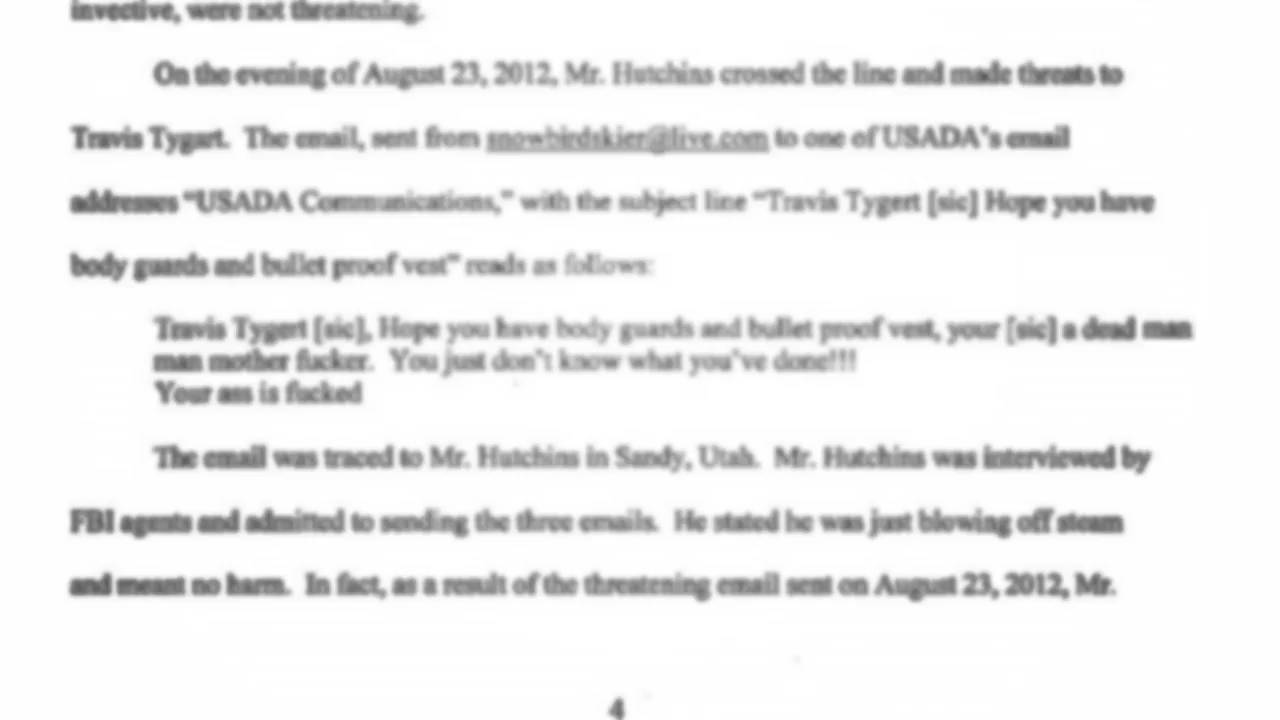 invective, were not threatening.
On the evening of August 23, 2012, Mr. Hutchins crossed the line and made threats to
Travis Tygart. The email, sent from snowbirdskier@live.com to one of USADA's email
addresses "USADA Communications," with the subject line "Travis Tygert [sic] Hope you have
body guards and bullet proof vest" reads as follows:
Travis Tygert [sic], Hope you have body guards and bullet proof vest, your [sic] a dead man
man mother fucker. You just don't know what you've done!!!
Your ass is fucked
The email was traced to Mr. Hutchins in Sandy, Utah. Mr. Hutchins was interviewed by
FBI agents and admitted to sending the three emails. He stated he was just blowing off steam
and meant no harm. In fact, as a result of the threatening email sent on August 23, 2012, Mr.
4